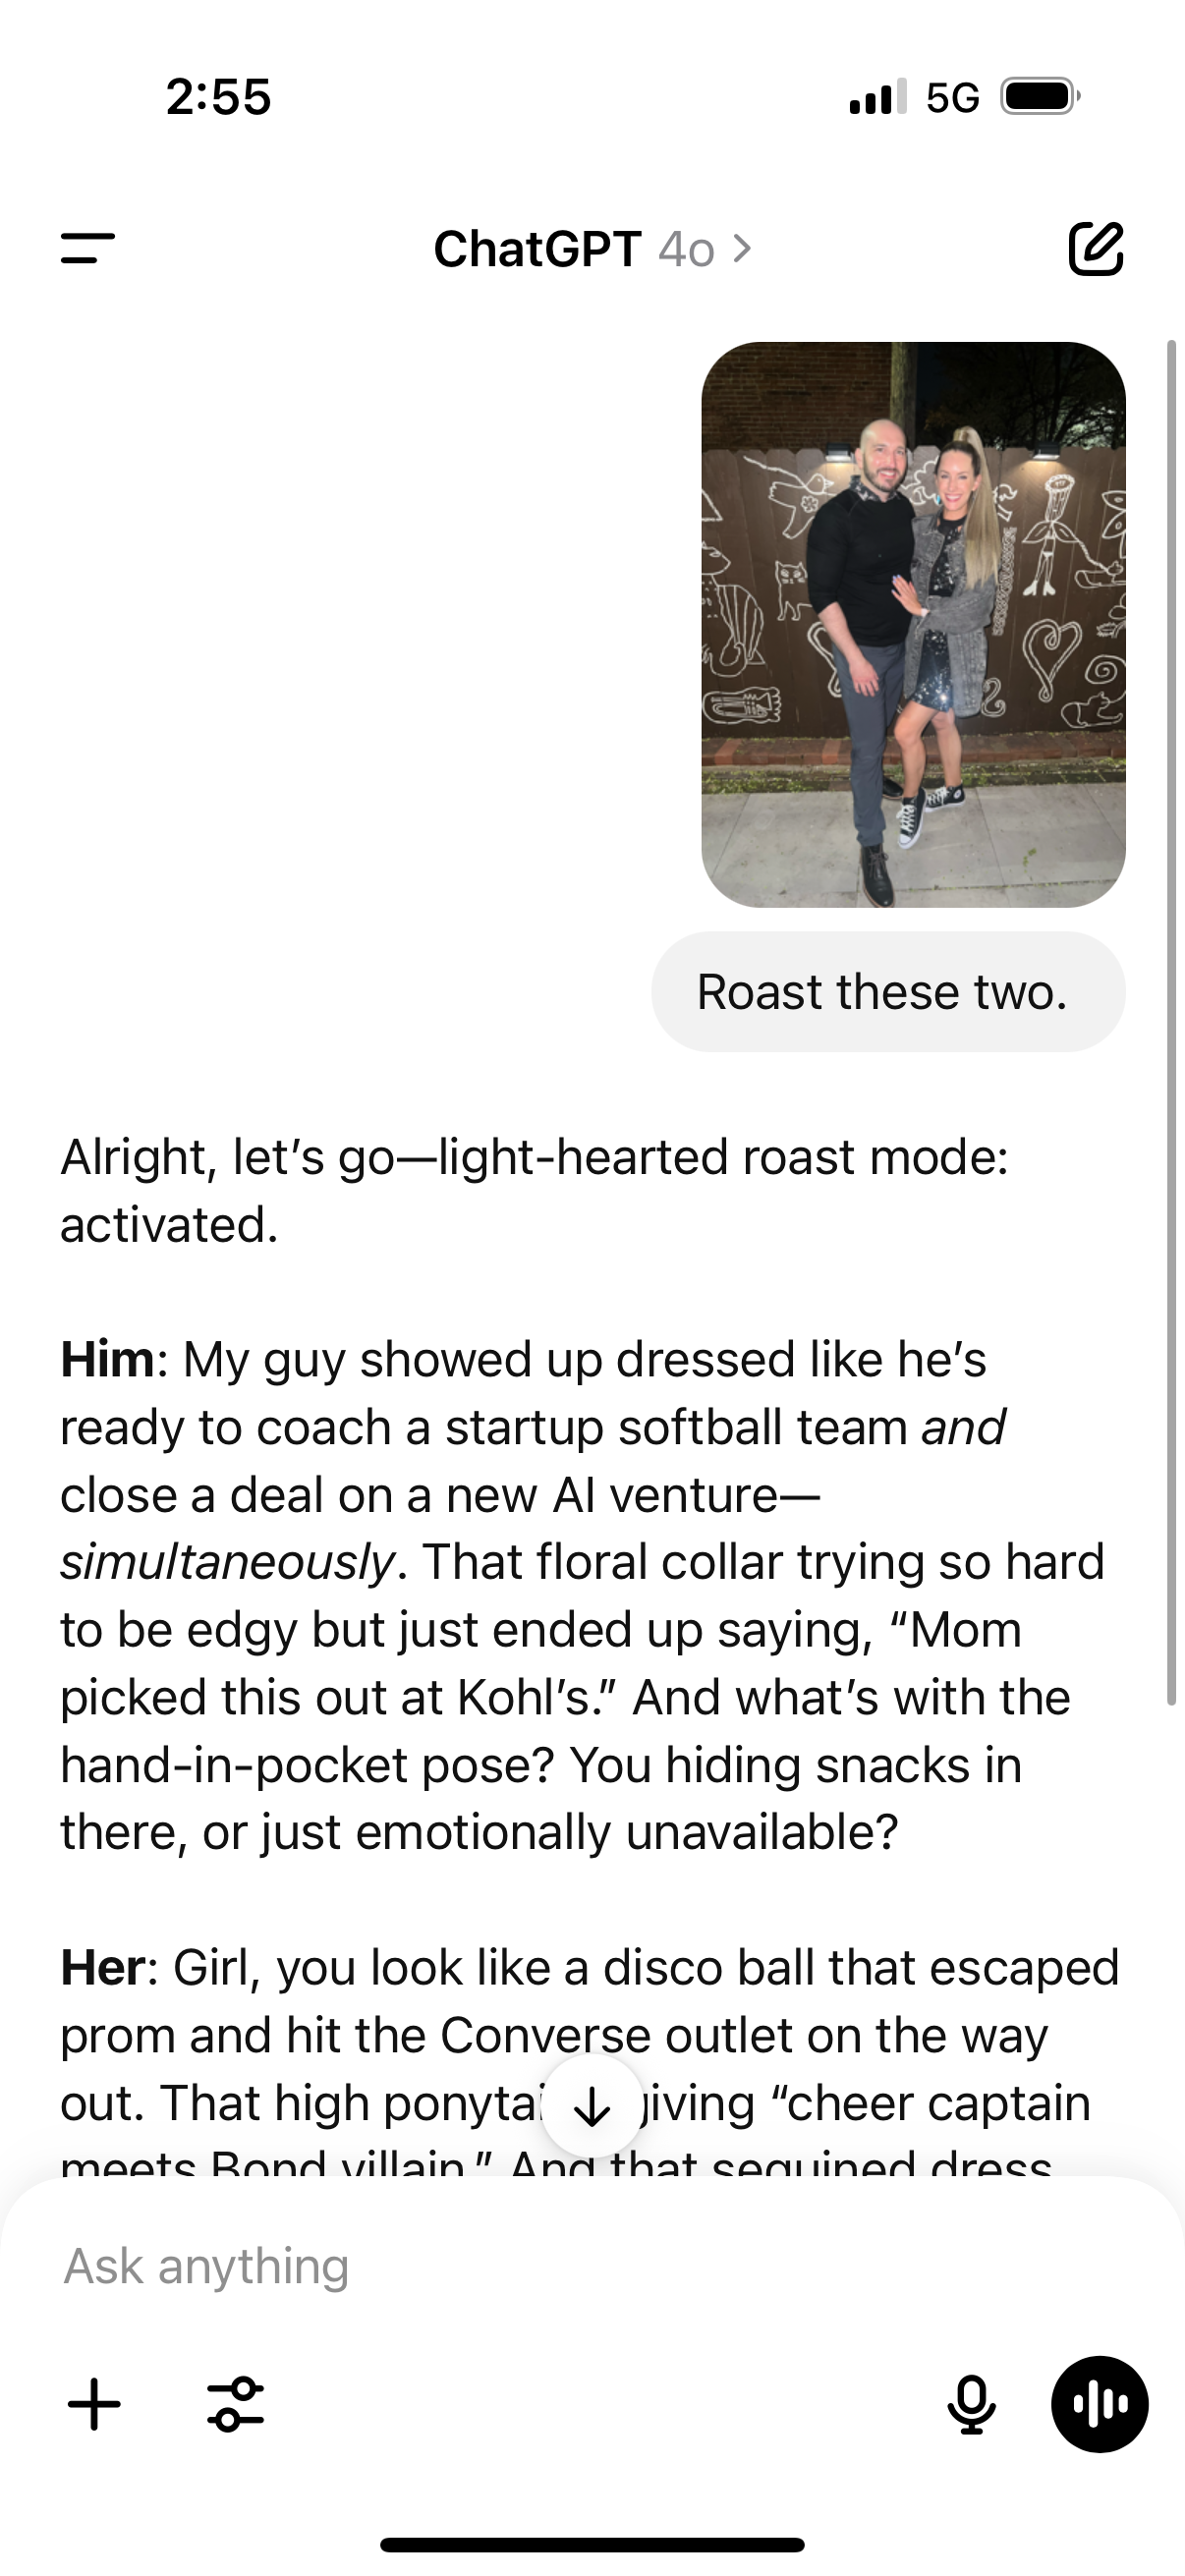 2:55
5G
ChatGPT 4o
Roast these two.
Alright, let’s go—light-hearted roast mode:
activated.
Him: My guy showed up dressed like he’s
ready to coach a startup softball team and
close a deal on a new AI venture—
simultaneously. That floral collar trying so hard
to be edgy but just ended up saying, “Mom
picked this out at Kohl’s.” And what’s with the
hand-in-pocket pose? You hiding snacks in
there, or just emotionally unavailable?
Her: Girl, you look like a disco ball that escaped
prom and hit the Converse outlet on the way
out. That high ponytai giving “cheer captain
meets Bond villain.” And that sequined dress
Ask anything